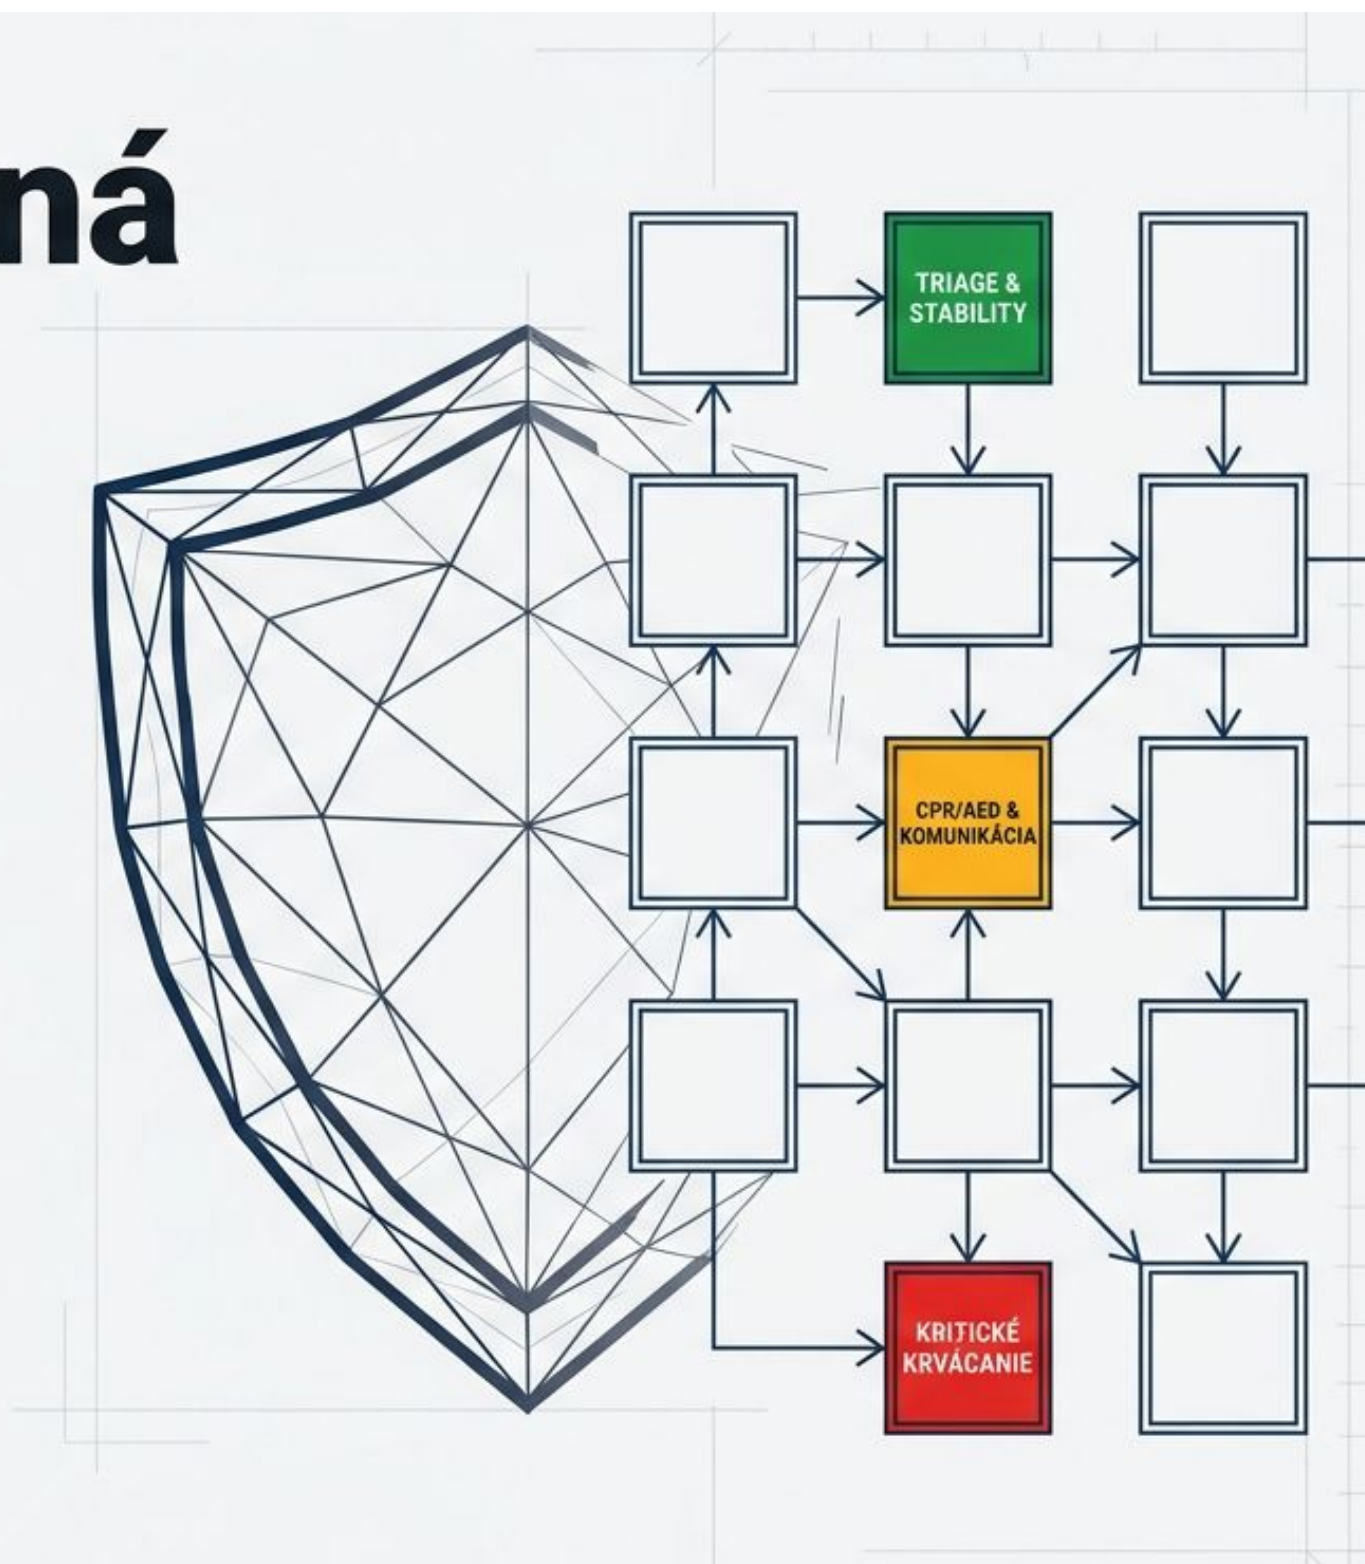 ná
TRIAGE &
STABILITY
CPR/AED &
KOMUNIKÁCIA
KRITICKÉ
KRVÁCANIE